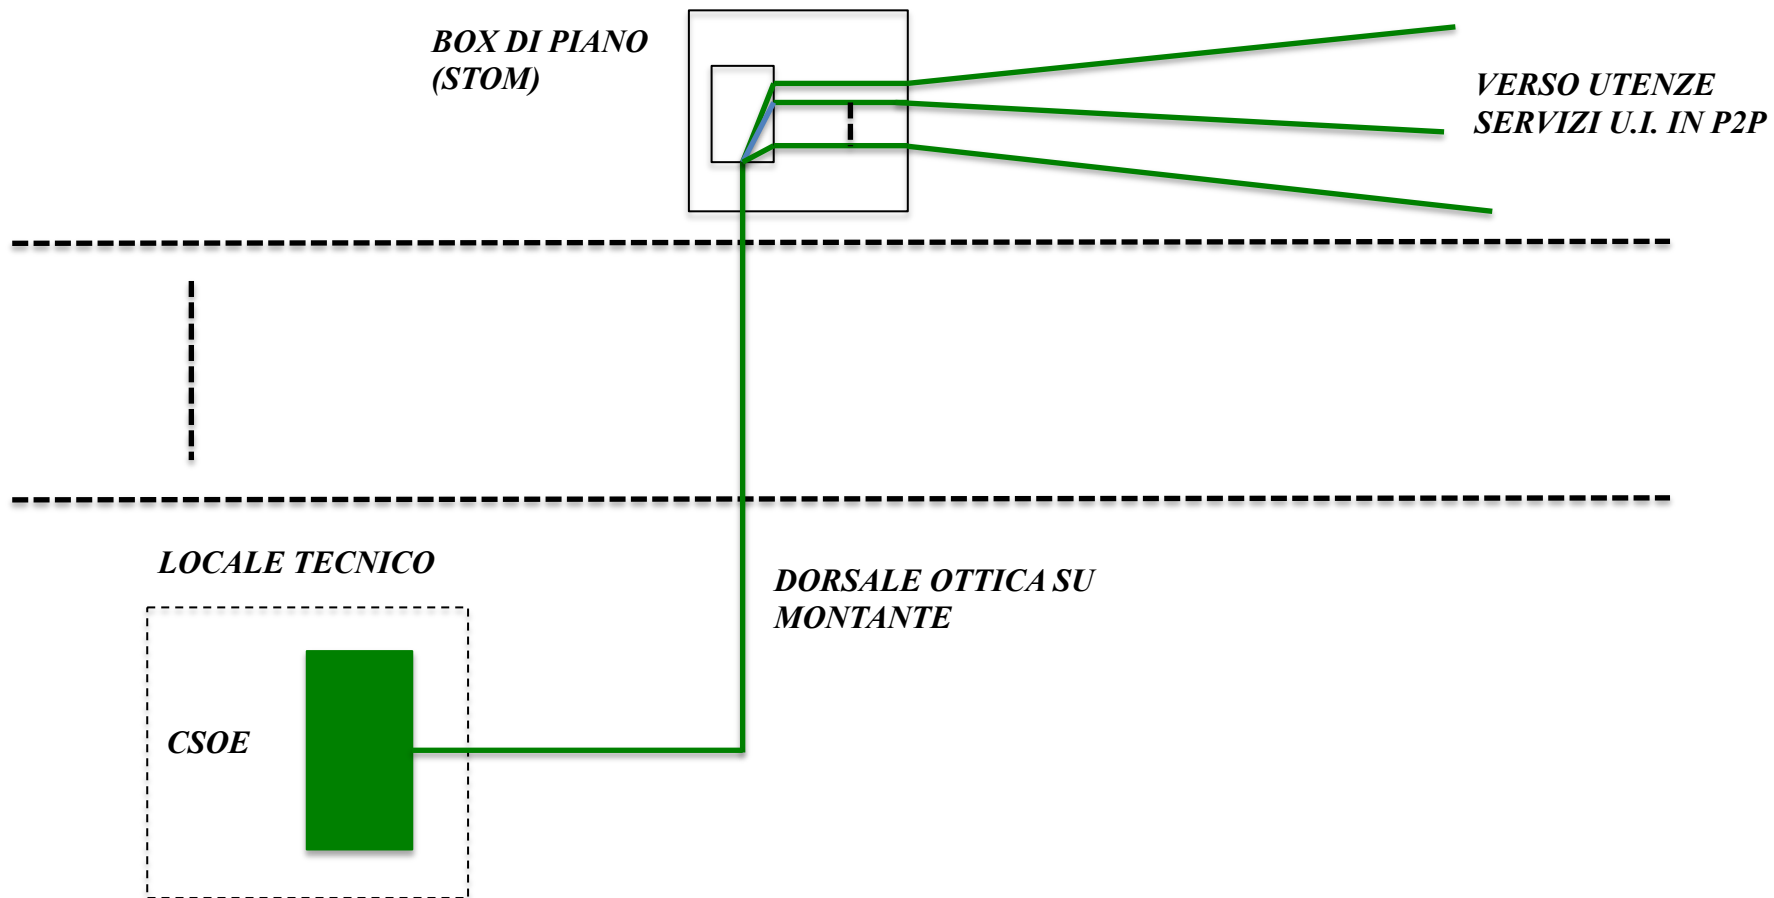 BOX DI PIANO
(STOM)
VERSO UTENZE
SERVIZI U.I. IN P2P
LOCALE TECNICO
DORSALE OTTICA SU
MONTANTE
CSOE